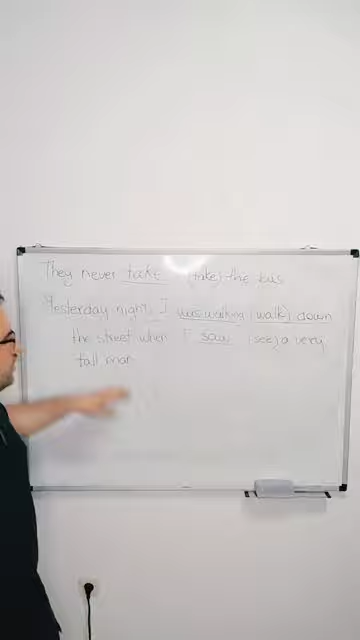 They never take (take) the bus
Yesterday night, I was walking (walk) down
the street when I saw (see) a very
tall man